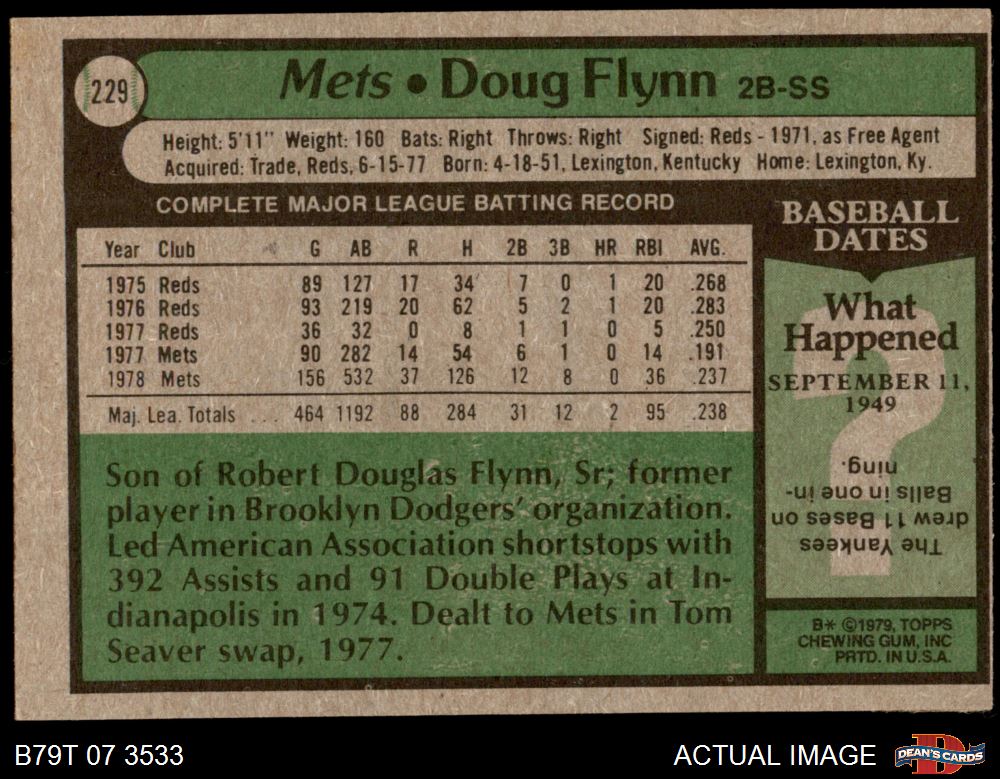 229
Mets • Doug Flynn 2B-SS
Height: 5'11" Weight: 160 Bats: Right Throws: Right Signed: Reds - 1971, as Free Agent
Acquired: Trade, Reds, 6-15-77 Born: 4-18-51, Lexington, Kentucky Home: Lexington, Ky.
COMPLETE MAJOR LEAGUE BATTING RECORD
Year Club G AB R H 2B 3B HR RBI AVG.
1975 Reds 89 127 17 34 7 0 1 20 .268
1976 Reds 93 219 20 62 5 2 1 20 .283
1977 Reds 36 32 0 8 1 1 0 5 .250
1977 Mets 90 282 14 54 6 1 0 14 .191
1978 Mets 156 532 37 126 12 8 0 36 .237
Maj. Lea. Totals . . . 464 1192 88 284 31 12 2 95 .238
Son of Robert Douglas Flynn, Sr; former
player in Brooklyn Dodgers' organization.
Led American Association shortstops with
392 Assists and 91 Double Plays at In-
dianapolis in 1974. Dealt to Mets in Tom
Seaver swap, 1977.
BASEBALL
DATES
What
Happened
SEPTEMBER 11,
1949
The Yankees
drew 11 Bases on
Balls in one in-
ning.
B* ©1979, TOPPS
CHEWING GUM, INC
PRTD. IN U.S.A.
B79T 07 3533
ACTUAL IMAGE
DEAN'S CARDS